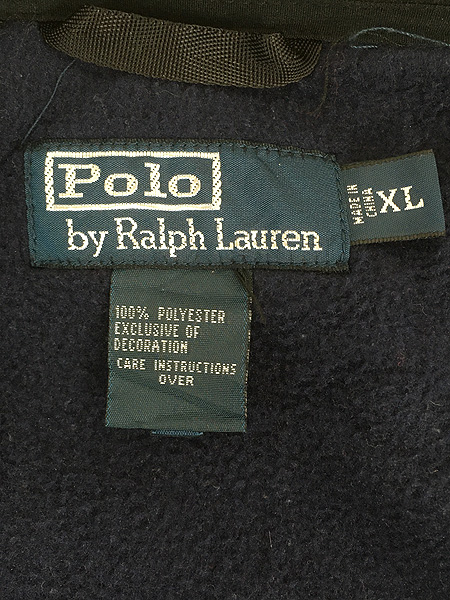 Polo
by Ralph Lauren
MADE IN
CHINA
XL
100% POLYESTER
EXCLUSIVE OF
DECORATION
CARE INSTRUCTIONS
OVER